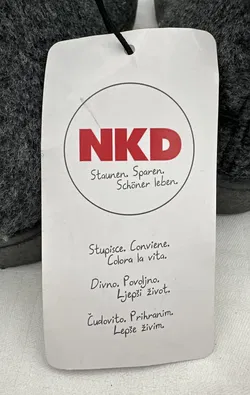 NKD
Staunen. Sparen.
Schöner leben.
Stupisce. Conviene.
Colora la vita.
Divno. Povoljno.
Ljepši život.
Čudovito. Prihranim.
Lepše živim.